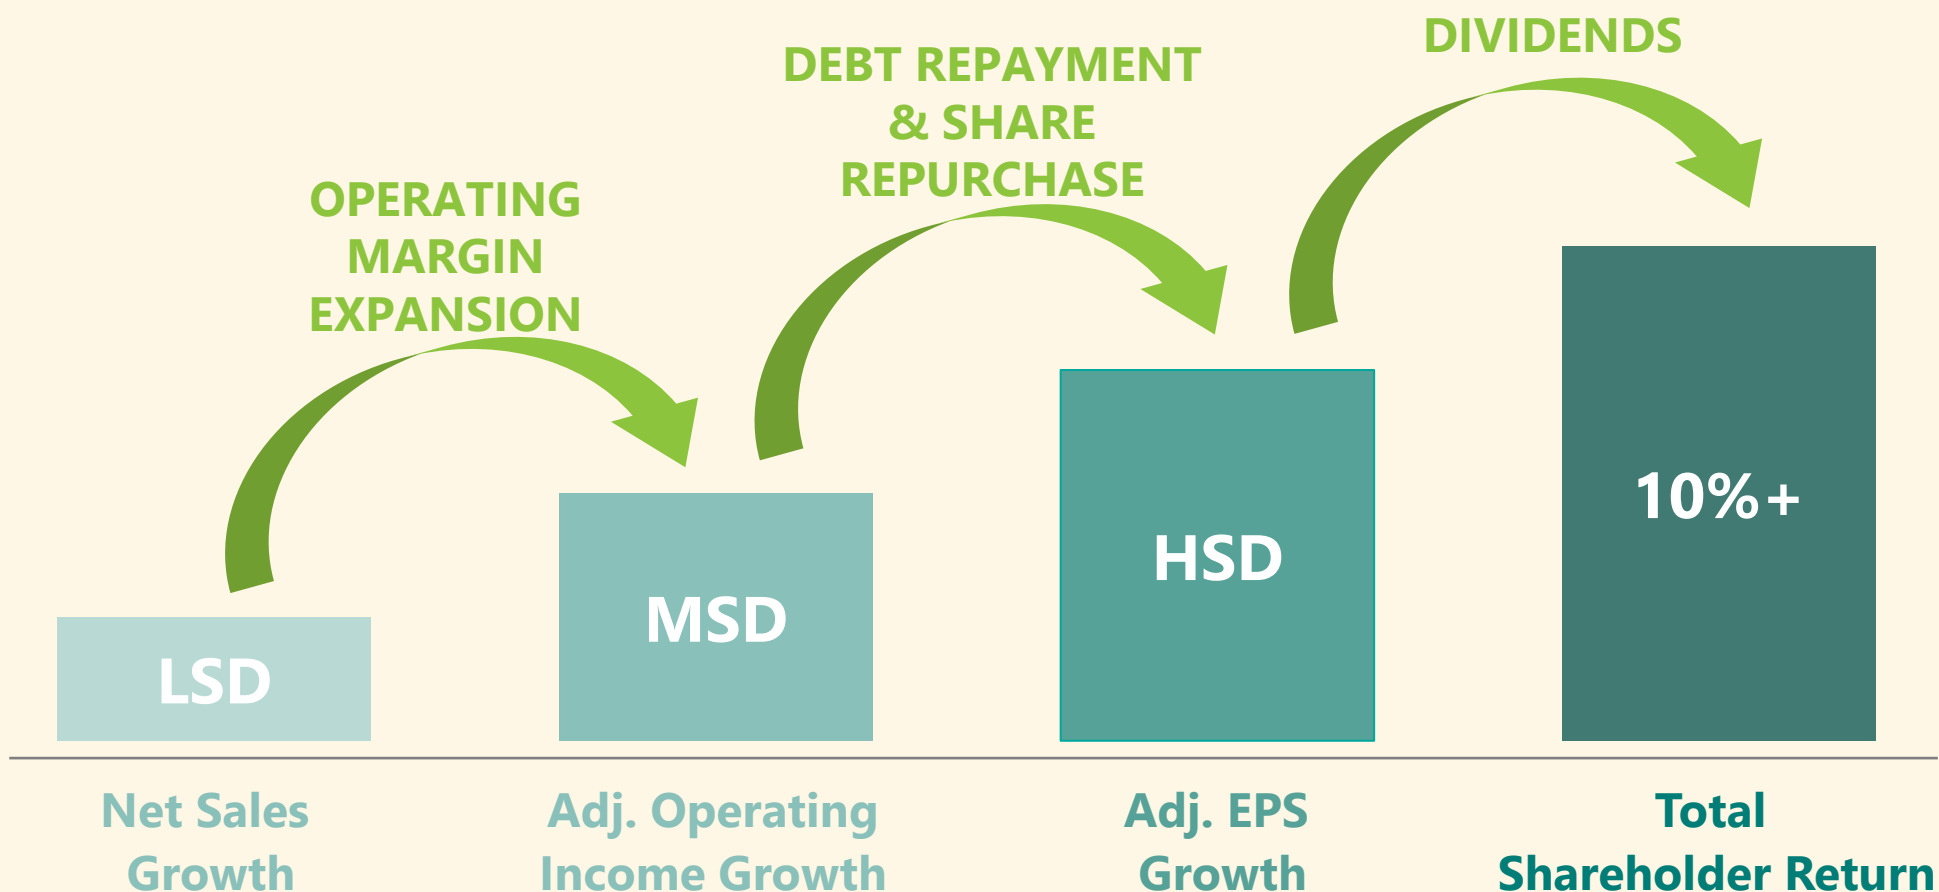 DIVIDENDS
DEBT REPAYMENT
& SHARE
REPURCHASE
OPERATING
MARGIN
EXPANSION
LSD
MSD
HSD
10%+
Net Sales
Growth
Adj. Operating
Income Growth
Adj. EPS
Growth
Total
Shareholder Return